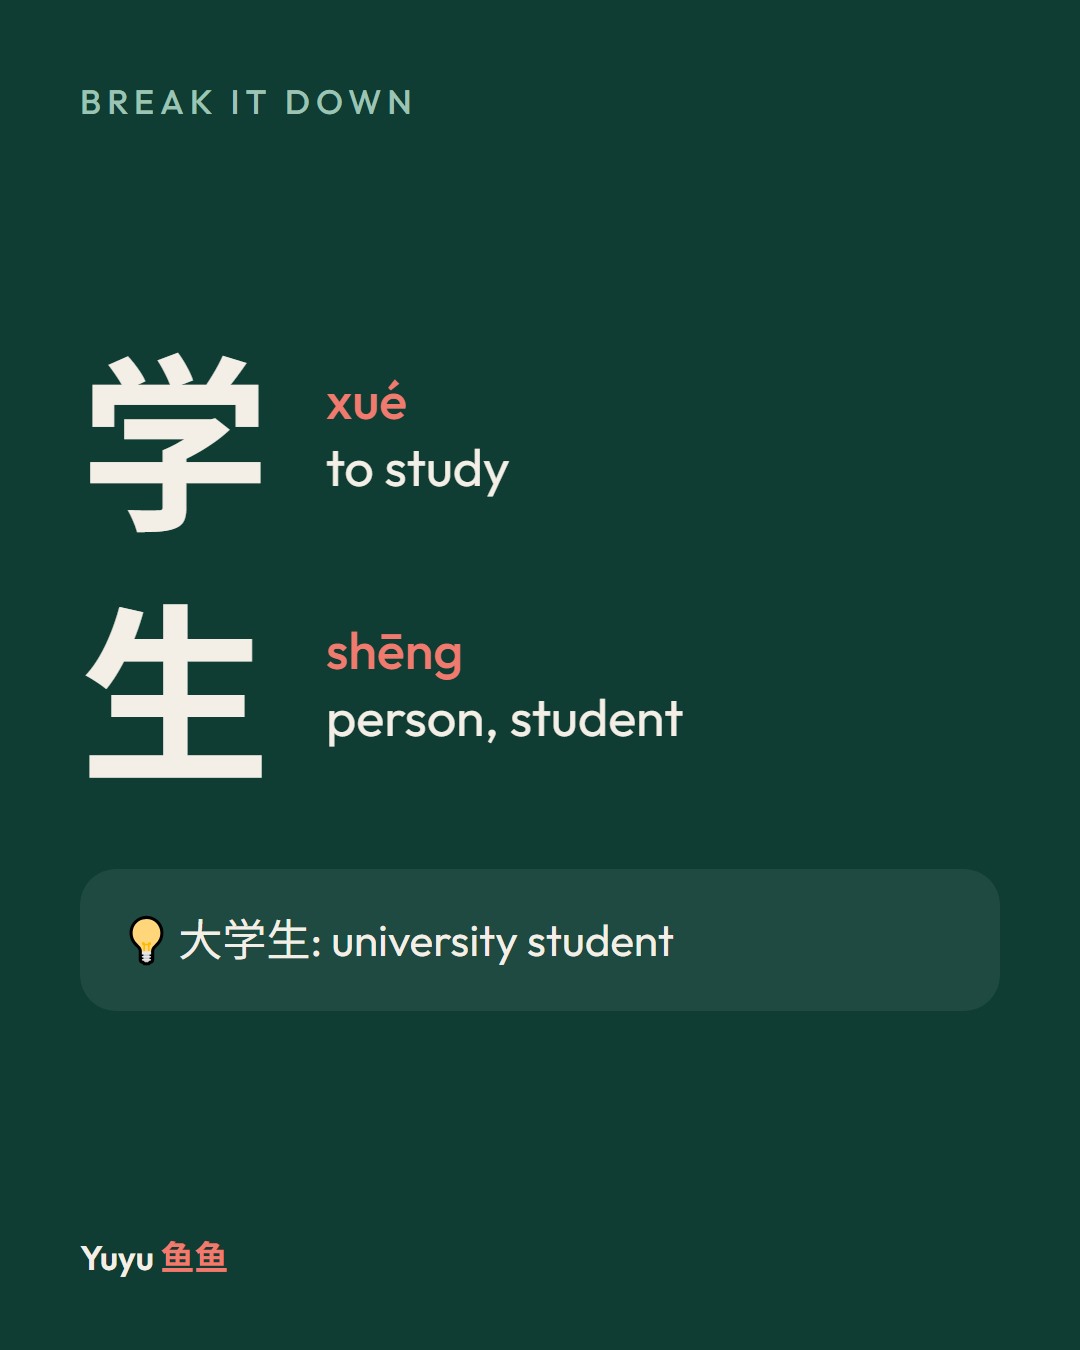 BREAK IT DOWN
学
xué
to study
生
shēng
person, student
💡 大学生: university student
Yuyu 鱼鱼